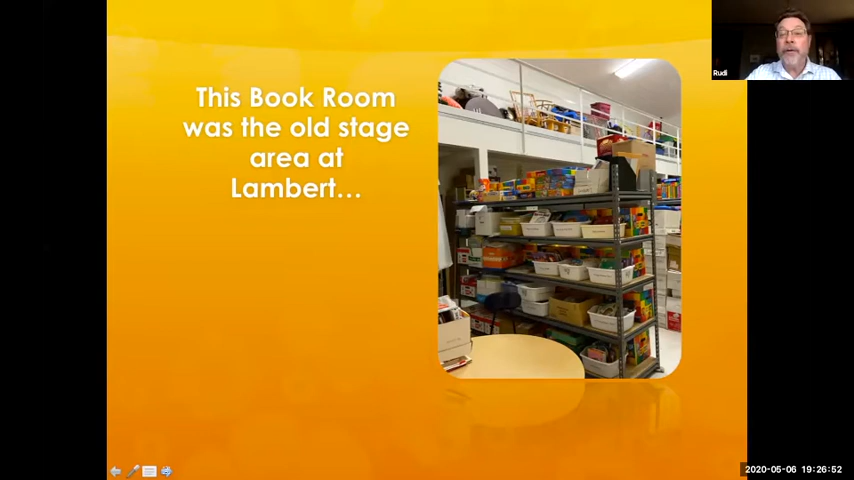 This Book Room
was the old stage
area at
Lambert...
Rudi
2020-05-06 19:26:52